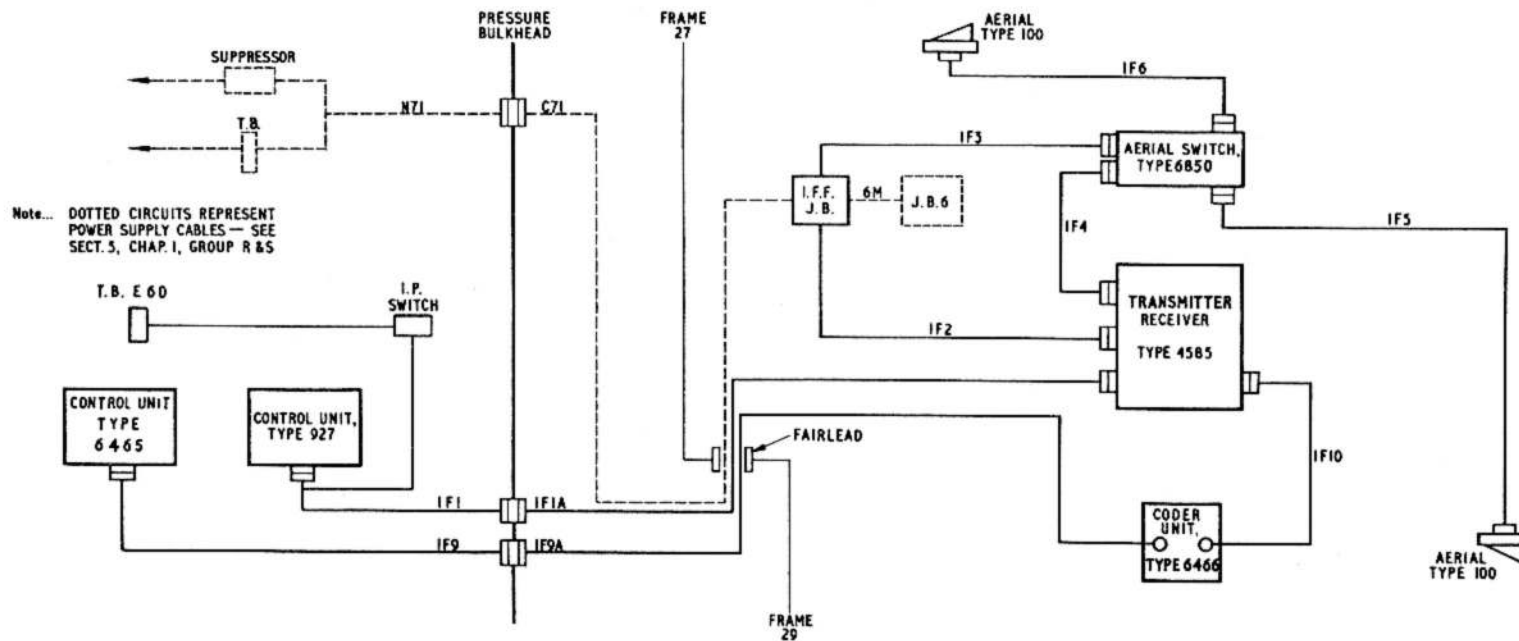 PRESSURE
BULKHEAD
FRAME
27
AERIAL
TYPE 100
SUPPRESSOR
IF6
N71
C71
T.B.
IF3
AERIAL SWITCH,
TYPE 6850
I.F.F.
J.B.
6M
J.B.6
Note... DOTTED CIRCUITS REPRESENT
POWER SUPPLY CABLES — SEE
SECT. 5, CHAP. 1, GROUP R & S
IF4
IF5
T.B. E 60
I.P.
SWITCH
TRANSMITTER
RECEIVER
TYPE 4585
IF2
CONTROL UNIT
TYPE
6465
CONTROL UNIT,
TYPE 927
FAIRLEAD
IF10
IF1
IF1A
CODER
UNIT,
TYPE 6466
IF9
IF9A
AERIAL
TYPE 100
FRAME
29